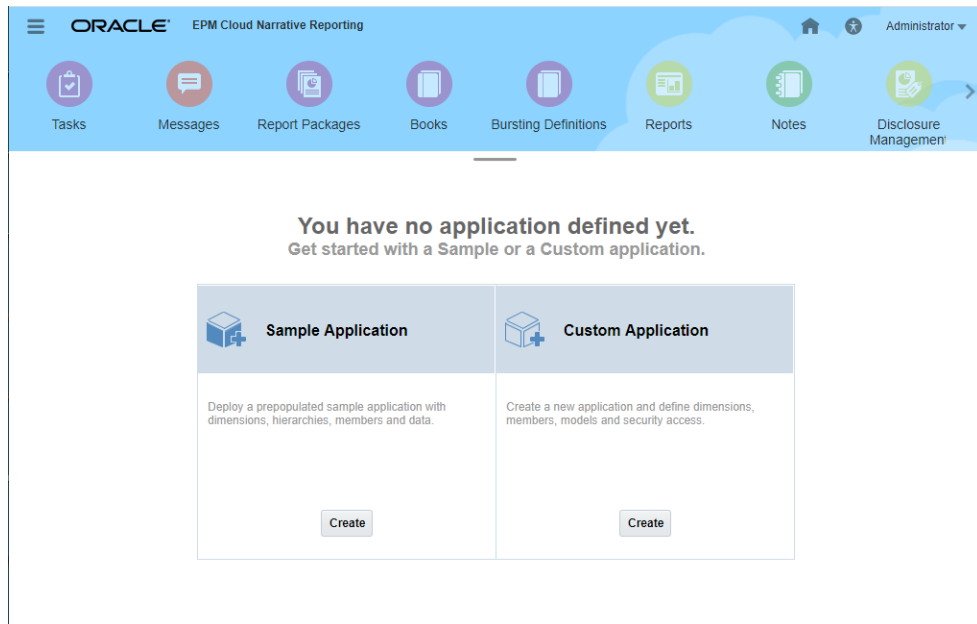 ORACLE® EPM Cloud Narrative Reporting Administrator
Tasks Messages Report Packages Books Bursting Definitions Reports Notes Disclosure
Management
You have no application defined yet.
Get started with a Sample or a Custom application.
Sample Application
Custom Application
Deploy a prepopulated sample application with
dimensions, hierarchies, members and data.
Create a new application and define dimensions,
members, models and security access.
Create
Create